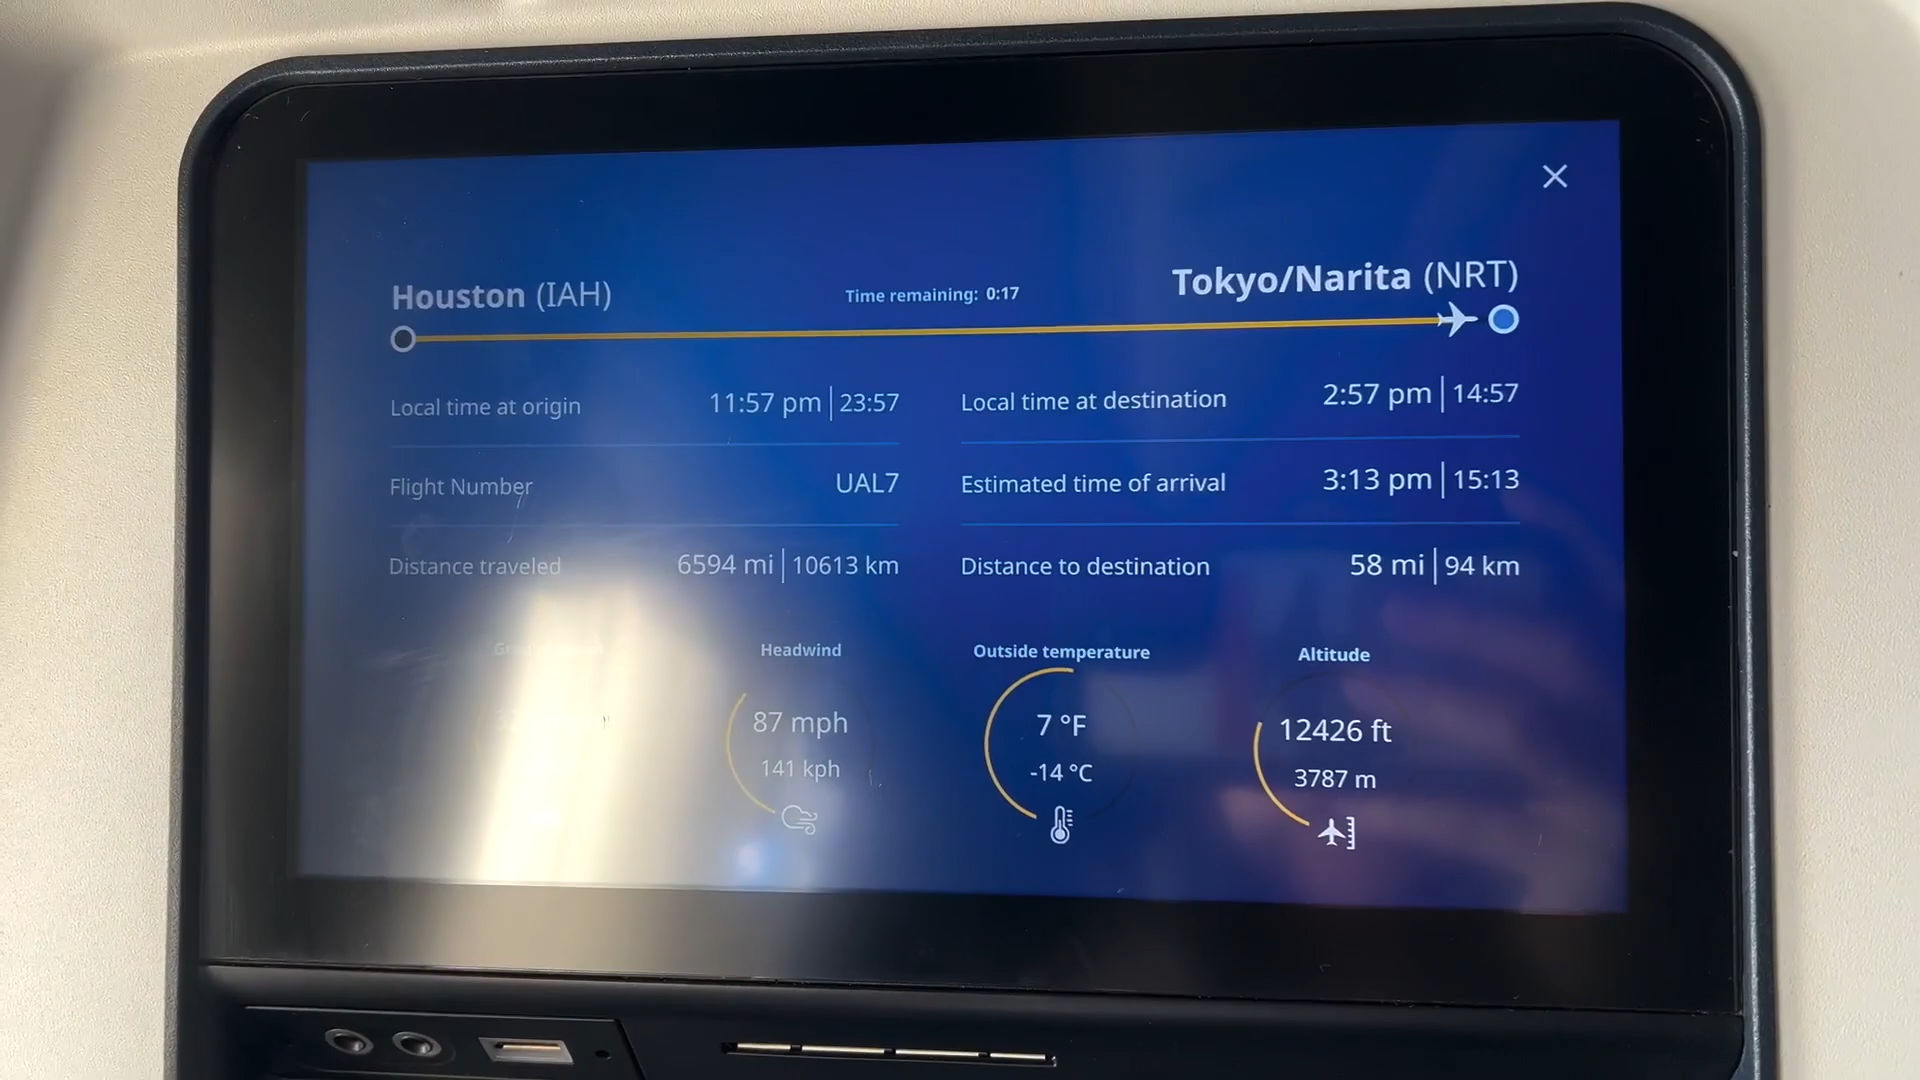 Houston (IAH)
Time remaining: 0:17
Tokyo/Narita (NRT)
Local time at origin 11:57 pm | 23:57
Local time at destination 2:57 pm | 14:57
Flight Number UAL7
Estimated time of arrival 3:13 pm | 15:13
Distance traveled 6594 mi | 10613 km
Distance to destination 58 mi | 94 km
Headwind
87 mph
141 kph
Outside temperature
7 °F
-14 °C
Altitude
12426 ft
3787 m